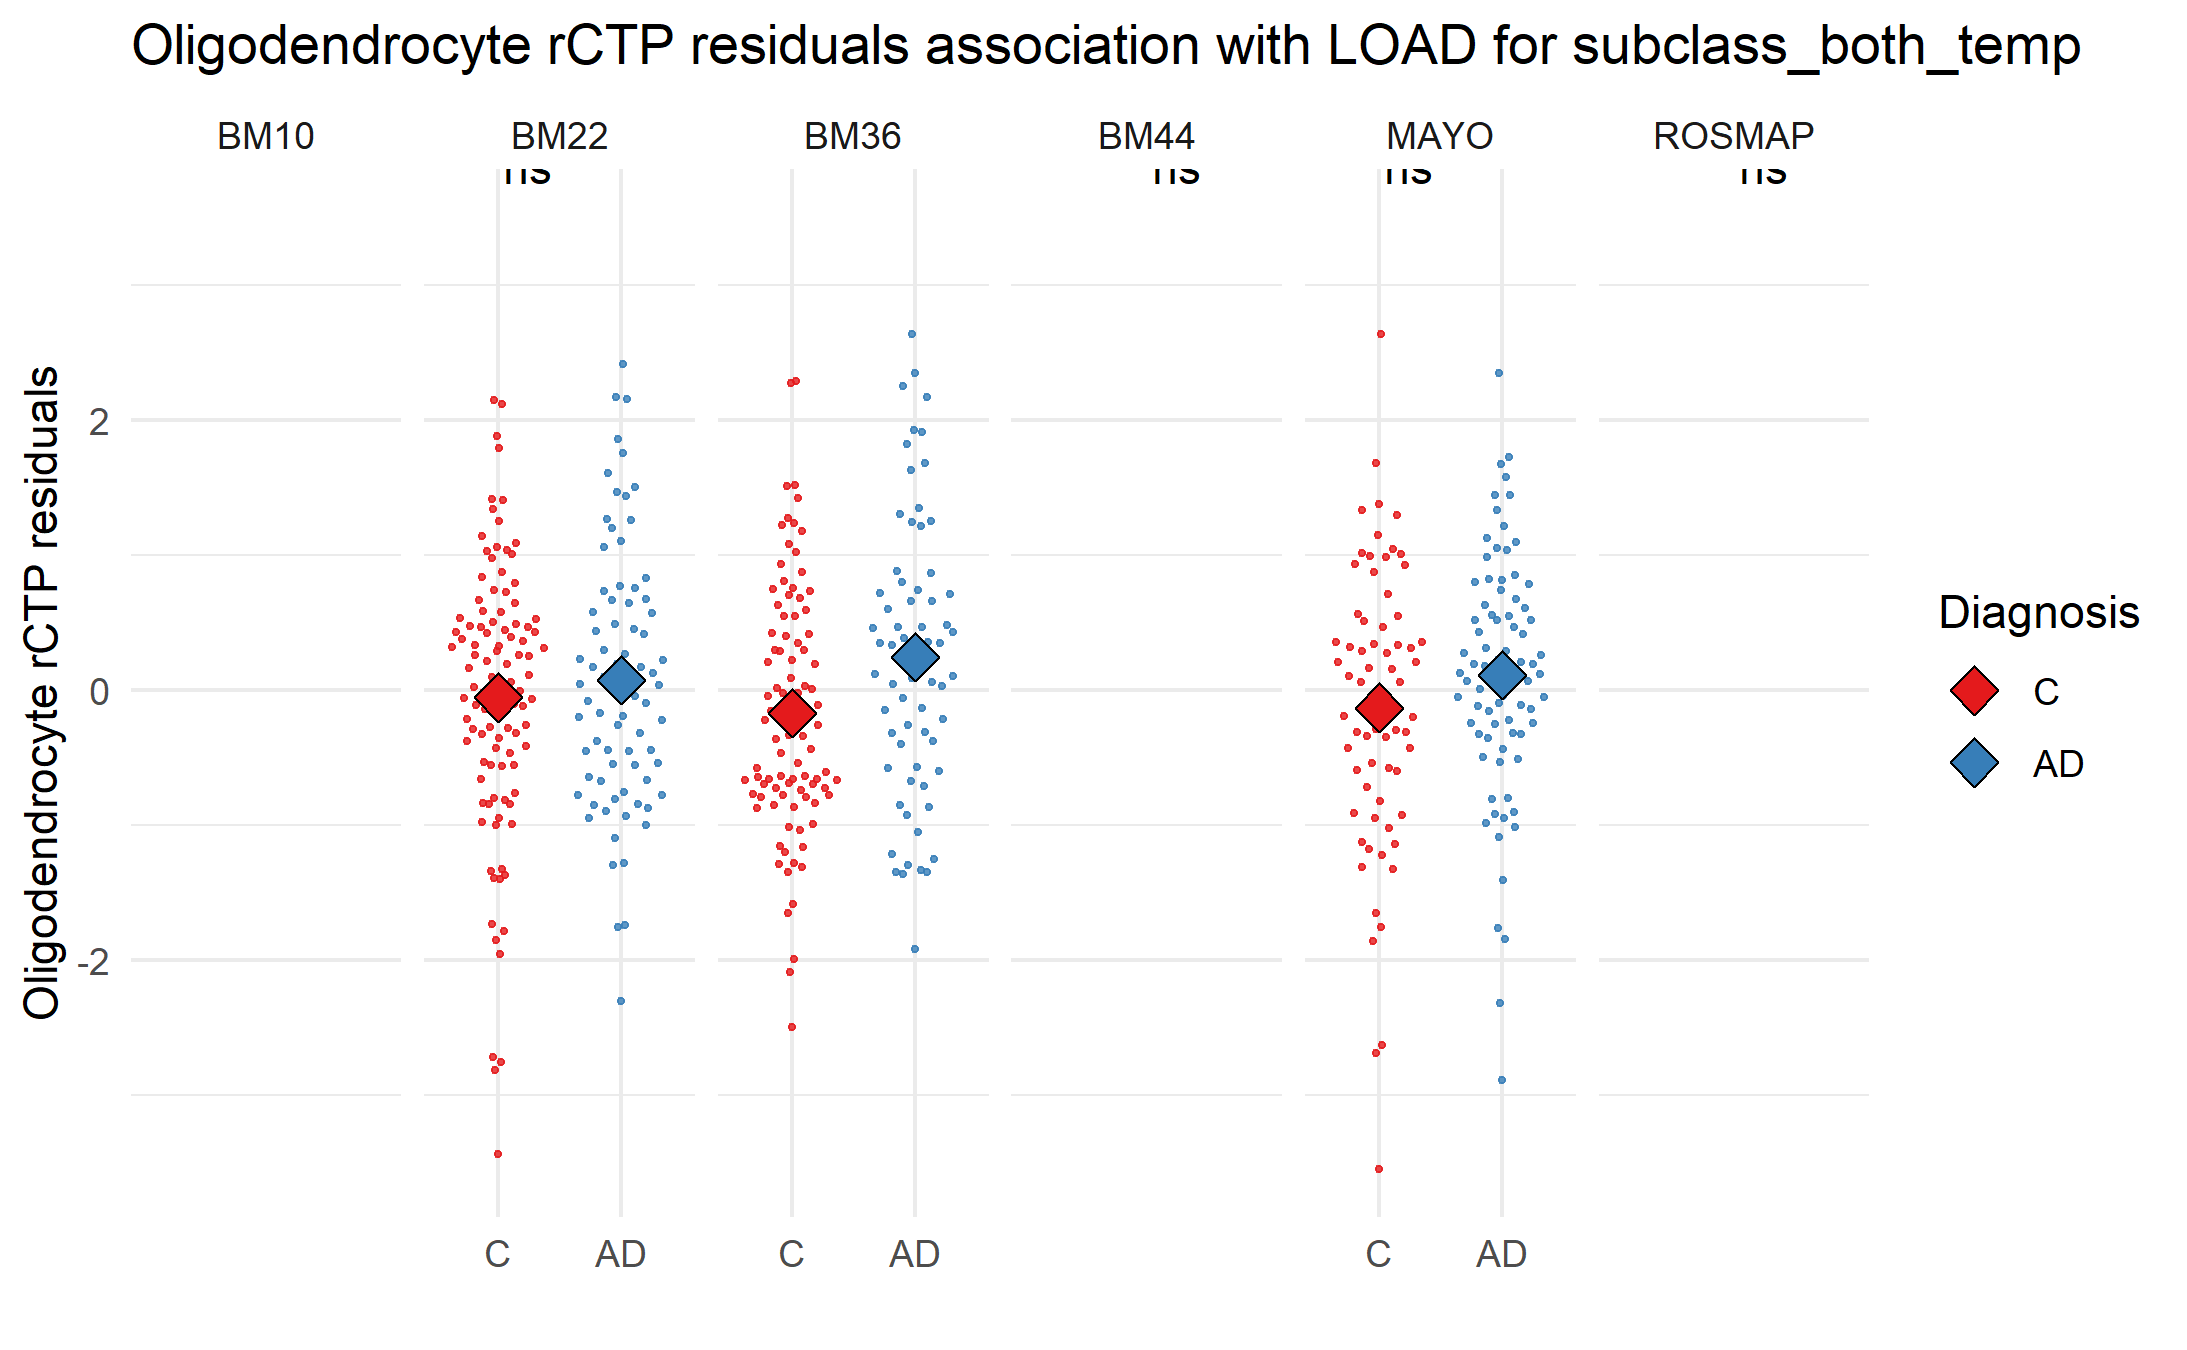 Oligodendrocyte rCTP residuals association with LOAD for subclass_both_temp
BM10 BM22 BM36 BM44 MAYO ROSMAP
ns ns ns ns
Oligodendrocyte rCTP residuals
2
0
-2
C AD C AD C AD
Diagnosis
C
AD